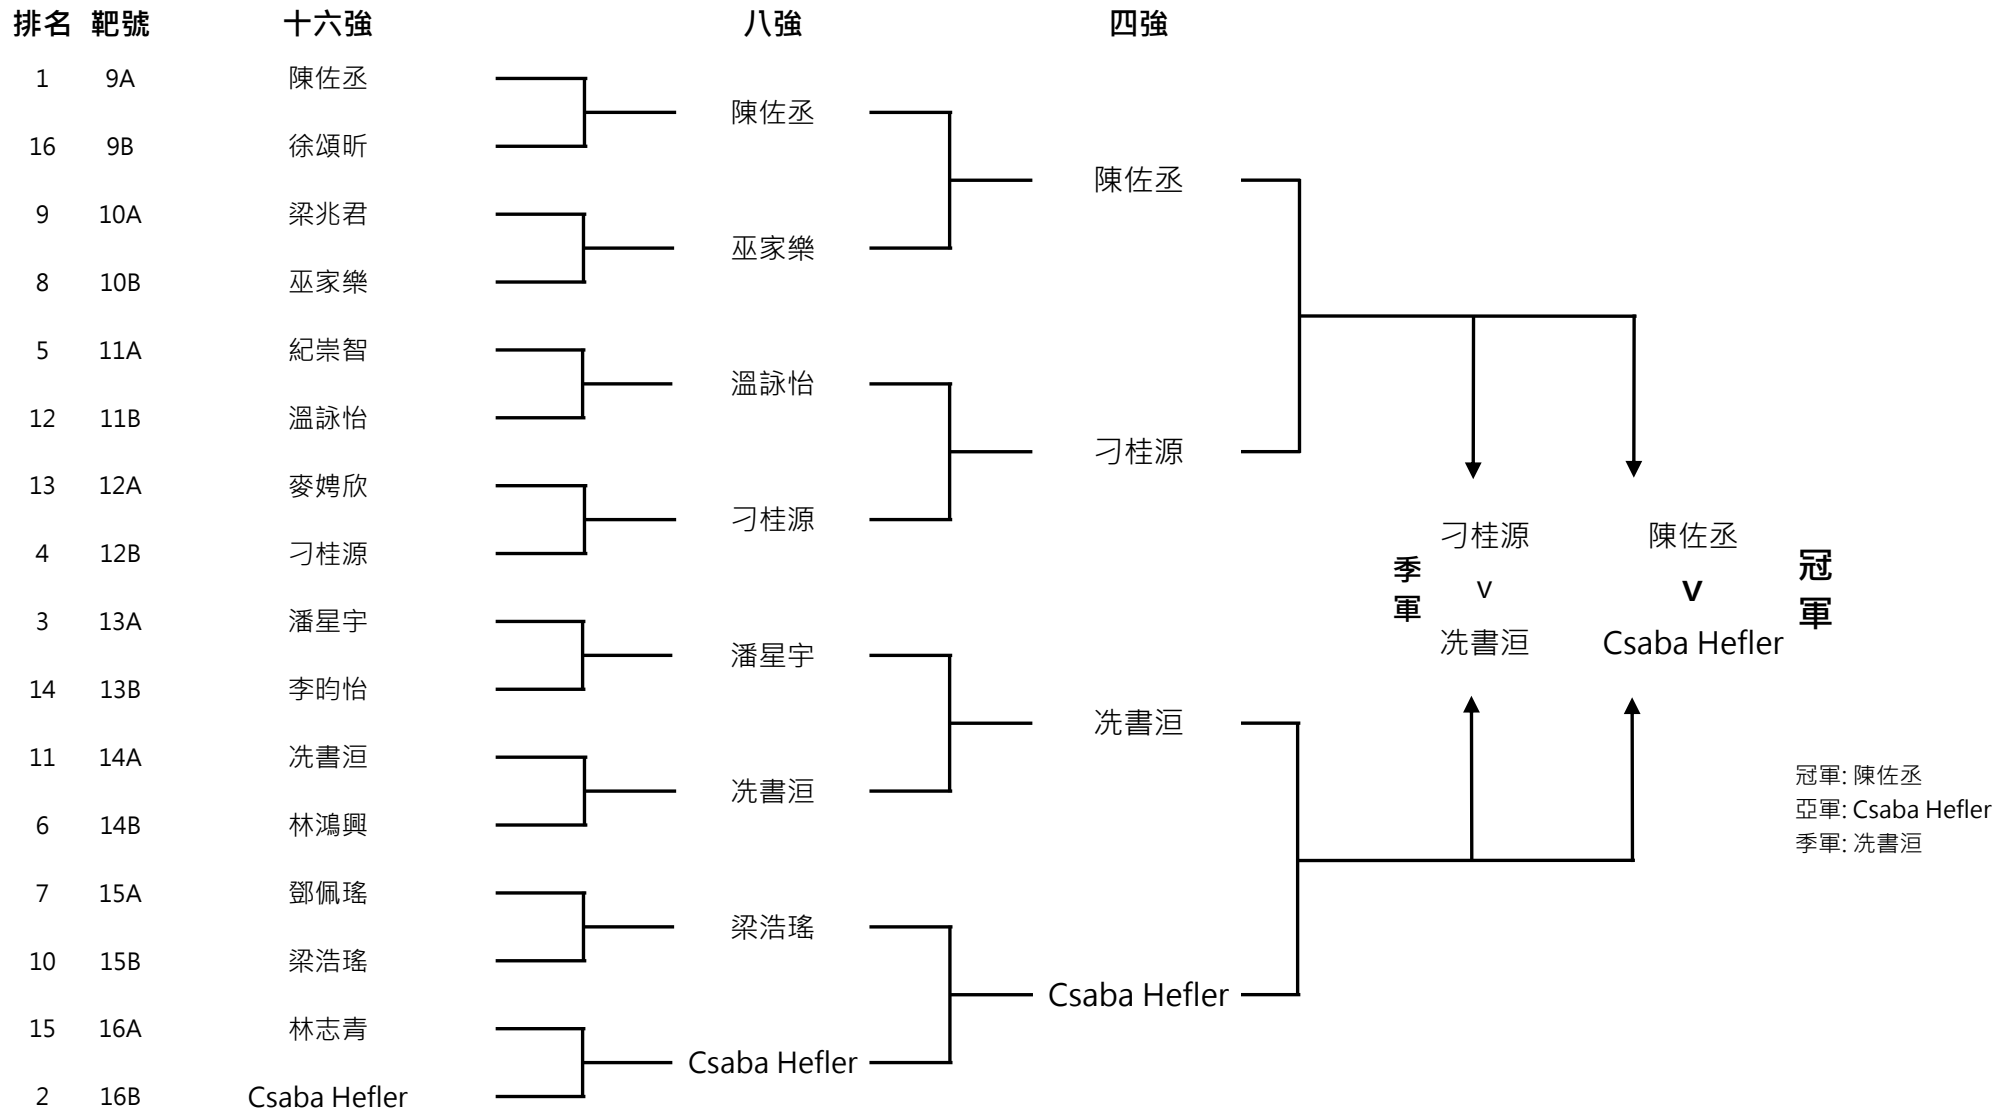 排名 靶號 十六強 八強 四強
1 9A 陳佐丞
陳佐丞
16 9B 徐頌昕
陳佐丞
9 10A 梁兆君
巫家樂
8 10B 巫家樂
5 11A 紀崇智
溫詠怡
12 11B 溫詠怡
刁桂源
13 12A 麥娉欣
刁桂源
4 12B 刁桂源
刁桂源 陳佐丞
季軍 V V 冠軍
冼書洹 Csaba Hefler
3 13A 潘星宇
潘星宇
14 13B 李昀怡
冼書洹
11 14A 冼書洹
冼書洹
6 14B 林鴻興
冠軍: 陳佐丞
亞軍: Csaba Hefler
季軍: 冼書洹
7 15A 鄧佩瑤
梁浩瑤
10 15B 梁浩瑤
Csaba Hefler
15 16A 林志青
Csaba Hefler
2 16B Csaba Hefler